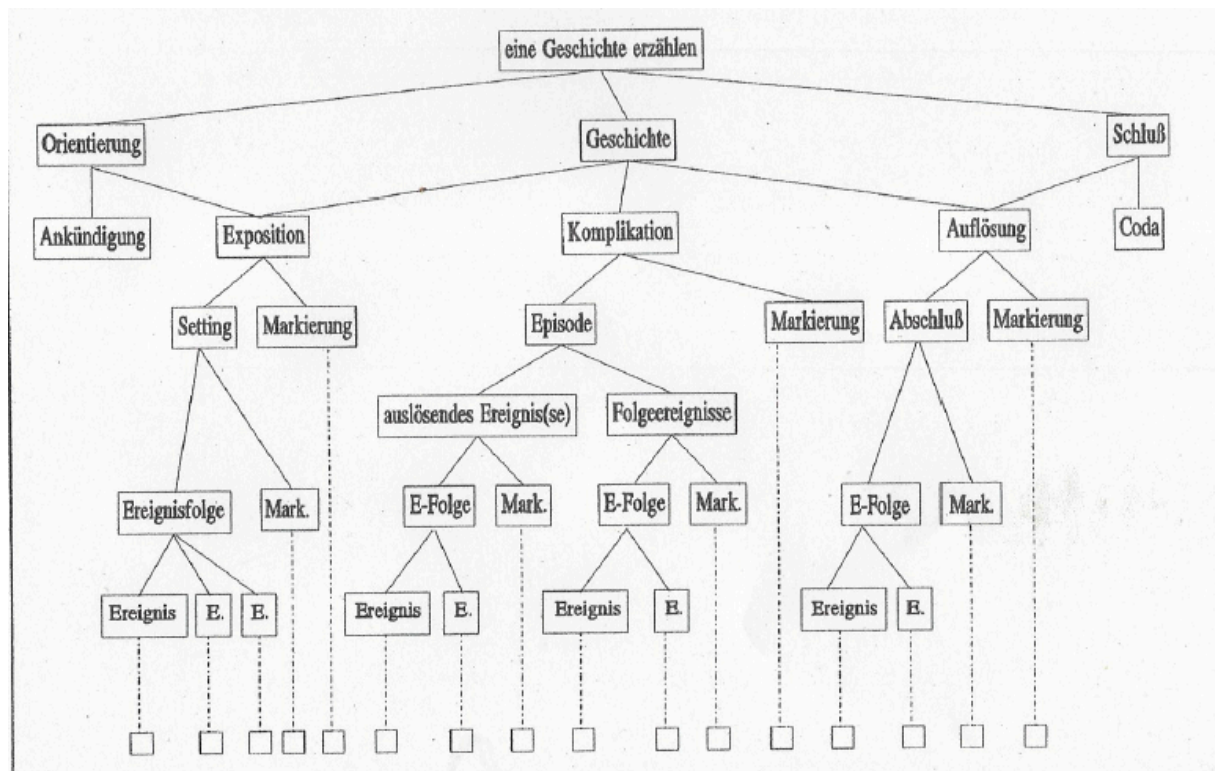 eine Geschichte erzählen
Orientierung
Geschichte
Schluß
Ankündigung
Exposition
Komplikation
Auflösung
Coda
Setting
Markierung
Episode
Markierung
Abschluß
Markierung
auslösendes Ereignis(se)
Folgeereignisse
Ereignisfolge
Mark.
E-Folge
Mark.
E-Folge
Mark.
E-Folge
Mark.
Ereignis
E.
E.
Ereignis
E.
Ereignis
E.
Ereignis
E.